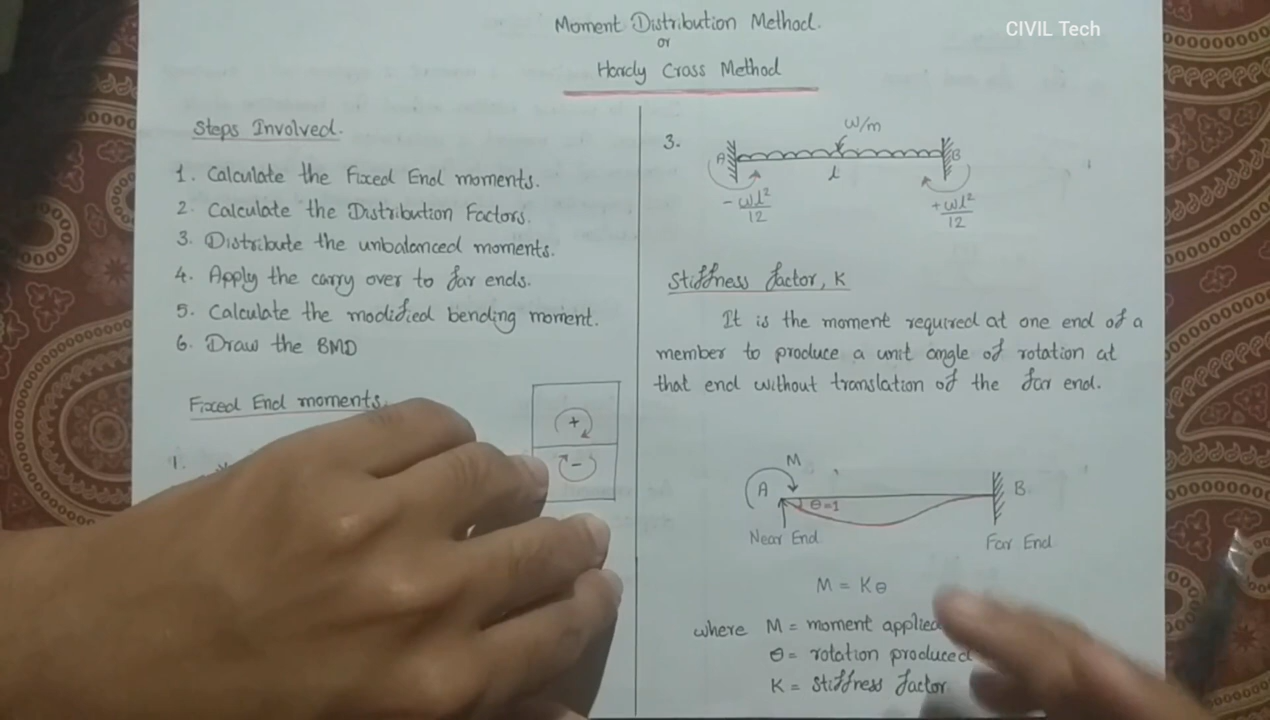 Moment Distribution Method.
or
Hardy Cross Method
CIVIL Tech
Steps Involved.
1. Calculate the Fixed End moments.
2. Calculate the Distribution Factors.
3. Distribute the unbalanced moments.
4. Apply the carry over to far ends.
5. Calculate the modified bending moment.
6. Draw the BMD
Fixed End moments.
+
-
1.
3.
W/m
A
B
l
-ωl²/12
+ωl²/12
Stiffness factor, K
It is the moment required at one end of a
member to produce a unit angle of rotation at
that end without translation of the far end.
M
A
θ=1
B
Near End
Far End
M = Kθ
where M = moment applied
θ = rotation produced
K = Stiffness factor